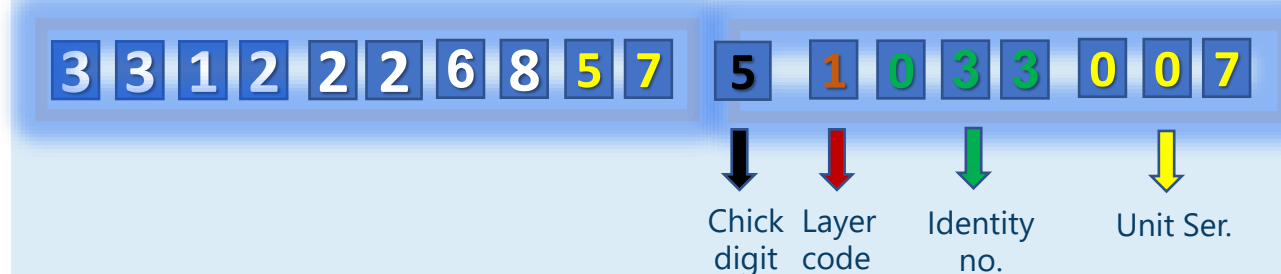 3 3 1 2 2 2 6 8 5 7 5 1 0 3 3 0 0 7
Chick digit
Layer code
Identity no.
Unit Ser.